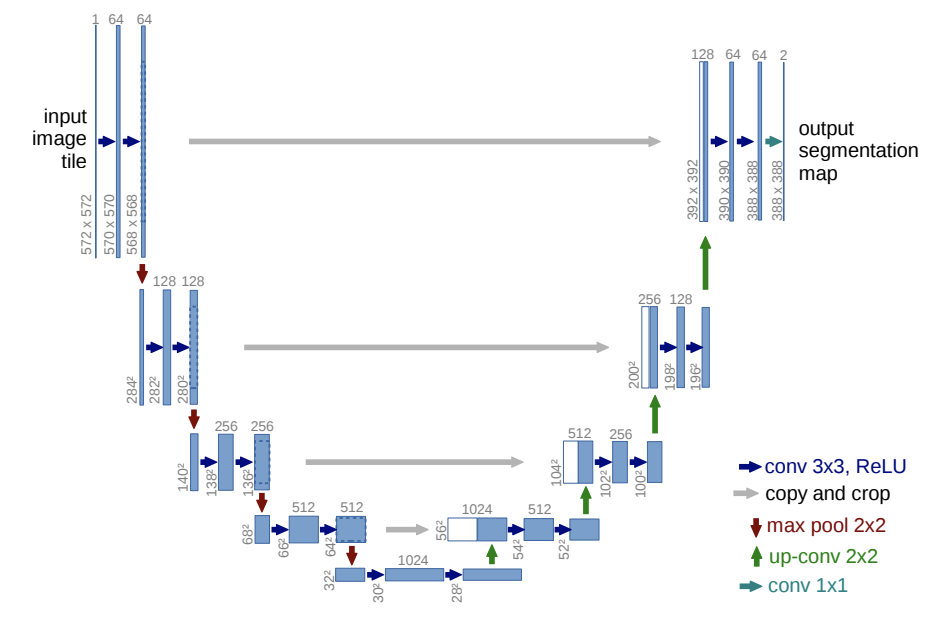 1 64 64
128 64 64 2
input
image
tile
output
segmentation
map
572 x 572
570 x 570
568 x 568
392 x 392
390 x 390
388 x 388
388 x 388
128 128
256 128
284²
282²
280²
200²
198²
196²
256 256
512 256
140²
138²
136²
104²
102²
100²
512 512
1024 512
68²
66²
64²
56²
54²
52²
1024
32²
30²
28²
conv 3x3, ReLU
copy and crop
max pool 2x2
up-conv 2x2
conv 1x1